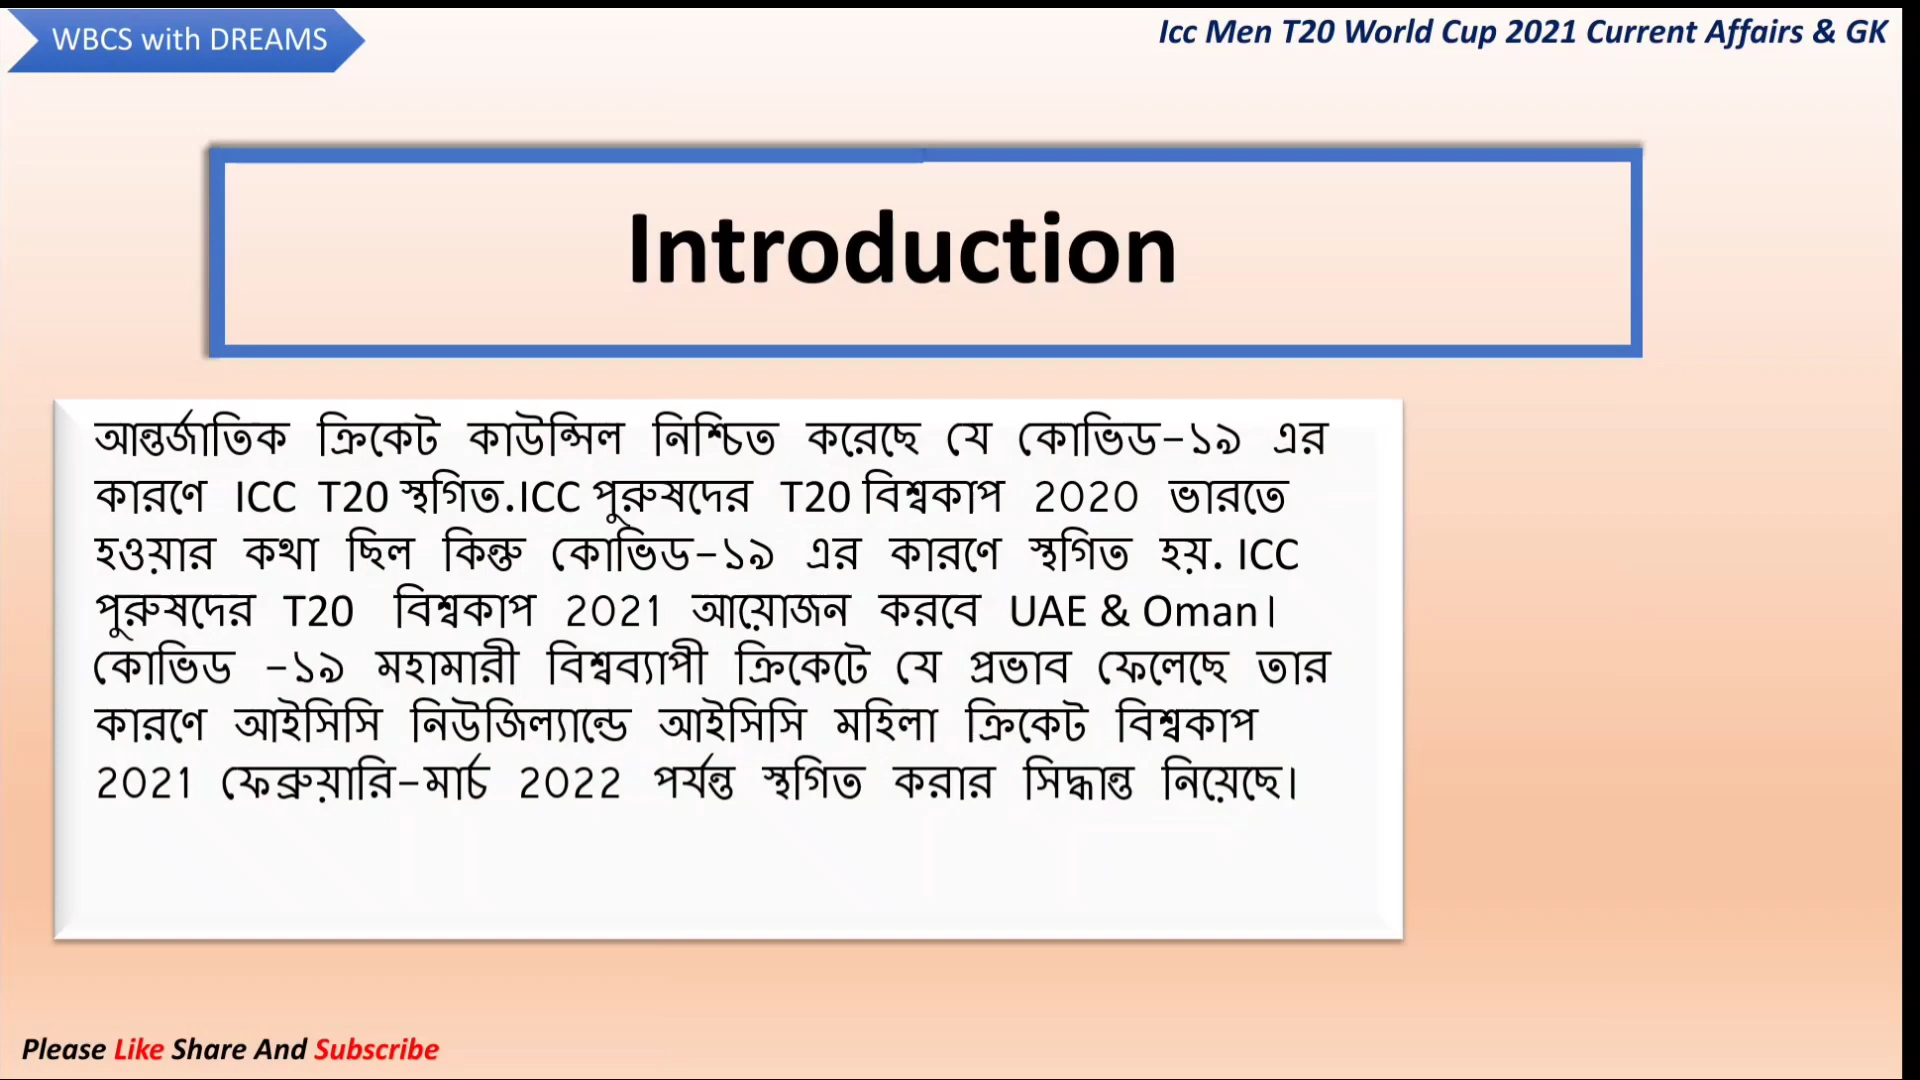 WBCS with DREAMS
Icc Men T20 World Cup 2021 Current Affairs & GK
Introduction
আন্তর্জাতিক ক্রিকেট কাউন্সিল নিশ্চিত করেছে যে কোভিড-১৯ এর
কারণে ICC T20 স্থগিত.ICC পুরুষদের T20 বিশ্বকাপ 2020 ভারতে
হওয়ার কথা ছিল কিন্তু কোভিড-১৯ এর কারণে স্থগিত হয়. ICC
পুরুষদের T20 বিশ্বকাপ 2021 আয়োজন করবে UAE & Oman।
কোভিড -১৯ মহামারী বিশ্বব্যাপী ক্রিকেটে যে প্রভাব ফেলেছে তার
কারণে আইসিসি নিউজিল্যান্ডে আইসিসি মহিলা ক্রিকেট বিশ্বকাপ
2021 ফেব্রুয়ারি-মার্চ 2022 পর্যন্ত স্থগিত করার সিদ্ধান্ত নিয়েছে।
Please Like Share And Subscribe